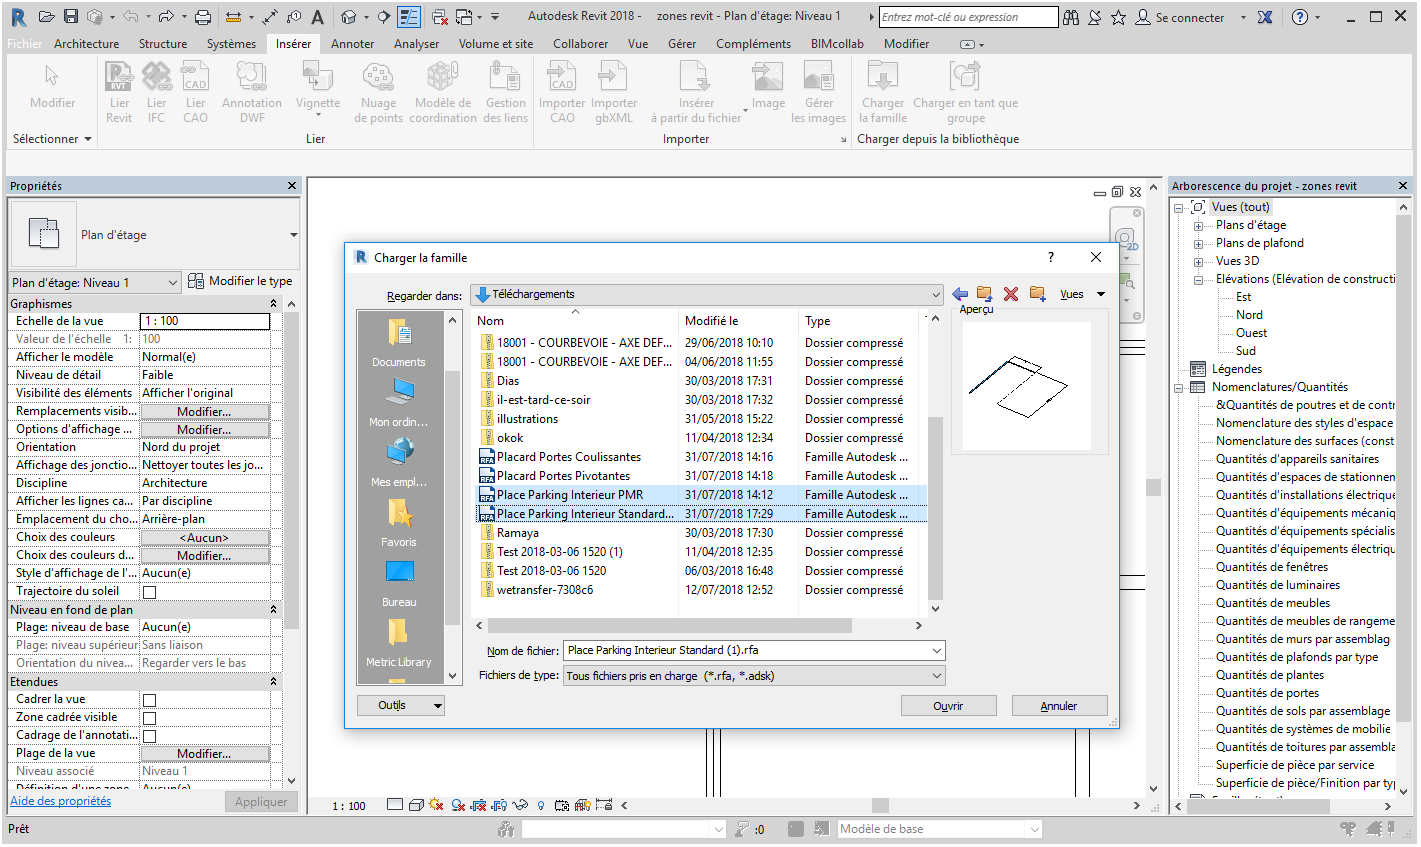 Autodesk Revit 2018 - zones revit - Plan d'étage: Niveau 1
Entrez mot-clé ou expression
Se connecter
Fichier Architecture Structure Systèmes Insérer Annoter Analyser Volume et site Collaborer Vue Gérer Compléments BIMcollab Modifier
Modifier
Lier Revit
Lier IFC
Lier CAO
Annotation DWF
Vignette
Nuage de points
Modèle de coordination
Gestion des liens
Importer CAO
Importer gbXML
Insérer à partir du fichier
Image
Gérer les images
Charger la famille
Charger en tant que groupe
Sélectionner
Lier
Importer
Charger depuis la bibliothèque
Propriétés
Plan d'étage
Plan d'étage: Niveau 1
Modifier le type
Graphismes
Echelle de la vue 1 : 100
Valeur de l'échelle 1: 100
Afficher le modèle Normal(e)
Niveau de détail Faible
Visibilité des éléments Afficher l'original
Remplacements visib... Modifier...
Options d'affichage ... Modifier...
Orientation Nord du projet
Affichage des jonctio... Nettoyer toutes les jo...
Discipline Architecture
Afficher les lignes ca... Par discipline
Emplacement du cho... Arrière-plan
Choix des couleurs <Aucun>
Choix des couleurs d... Modifier...
Style d'affichage de l'... Aucun(e)
Trajectoire du soleil
Niveau en fond de plan
Plage: niveau de base Aucun(e)
Plage: niveau supérieur Sans liaison
Orientation du nivea... Regarder vers le bas
Etendues
Cadrer la vue
Zone cadrée visible
Cadrage de l'annotati...
Plage de la vue Modifier...
Niveau associé Niveau 1
Définition d'une zone Aucun(e)
Aide des propriétés
Appliquer
Charger la famille
Regarder dans: Téléchargements
Vues
Documents
Mon ordin...
Mes empl...
Favoris
Bureau
Metric Library
Nom Modifié le Type
18001 - COURBEVOIE - AXE DEF... 29/06/2018 10:10 Dossier compressé
18001 - COURBEVOIE - AXE DEF... 04/06/2018 11:55 Dossier compressé
Dias 30/03/2018 17:31 Dossier compressé
il-est-tard-ce-soir 30/03/2018 17:32 Dossier compressé
illustrations 31/05/2018 15:22 Dossier compressé
okok 11/04/2018 12:34 Dossier compressé
Placard Portes Coulissantes 31/07/2018 14:16 Famille Autodesk ...
Placard Portes Pivotantes 31/07/2018 14:18 Famille Autodesk ...
Place Parking Interieur PMR 31/07/2018 14:12 Famille Autodesk ...
Place Parking Interieur Standard... 31/07/2018 17:29 Famille Autodesk ...
Ramaya 30/03/2018 17:30 Dossier compressé
Test 2018-03-06 1520 (1) 11/04/2018 12:35 Dossier compressé
Test 2018-03-06 1520 06/03/2018 16:48 Dossier compressé
wetransfer-7308c6 12/07/2018 12:52 Dossier compressé
Aperçu
Nom de fichier: Place Parking Interieur Standard (1).rfa
Fichiers de type: Tous fichiers pris en charge (*.rfa, *.adsk)
Outils
Ouvrir
Annuler
2D
Arborescence du projet - zones revit
Vues (tout)
Plans d'étage
Plans de plafond
Vues 3D
Elévations (Elévation de constructi
Est
Nord
Ouest
Sud
Légendes
Nomenclatures/Quantités
&Quantités de poutres et de contr
Nomenclature des styles d'espace
Nomenclature des surfaces (const
Quantités d'appareils sanitaires
Quantités d'espaces de stationnem
Quantités d'installations électrique
Quantités d'équipements mécaniq
Quantités d'équipements spécialis
Quantités d'équipements électriqu
Quantités de fenêtres
Quantités de luminaires
Quantités de meubles
Quantités de meubles de rangeme
Quantités de murs par assemblag
Quantités de plafonds par type
Quantités de plantes
Quantités de portes
Quantités de sols par assemblage
Quantités de systèmes de mobilie
Quantités de toitures par assembla
Superficie de pièce par service
Superficie de pièce/Finition par typ
1 : 100
Prêt
:0
Modèle de base